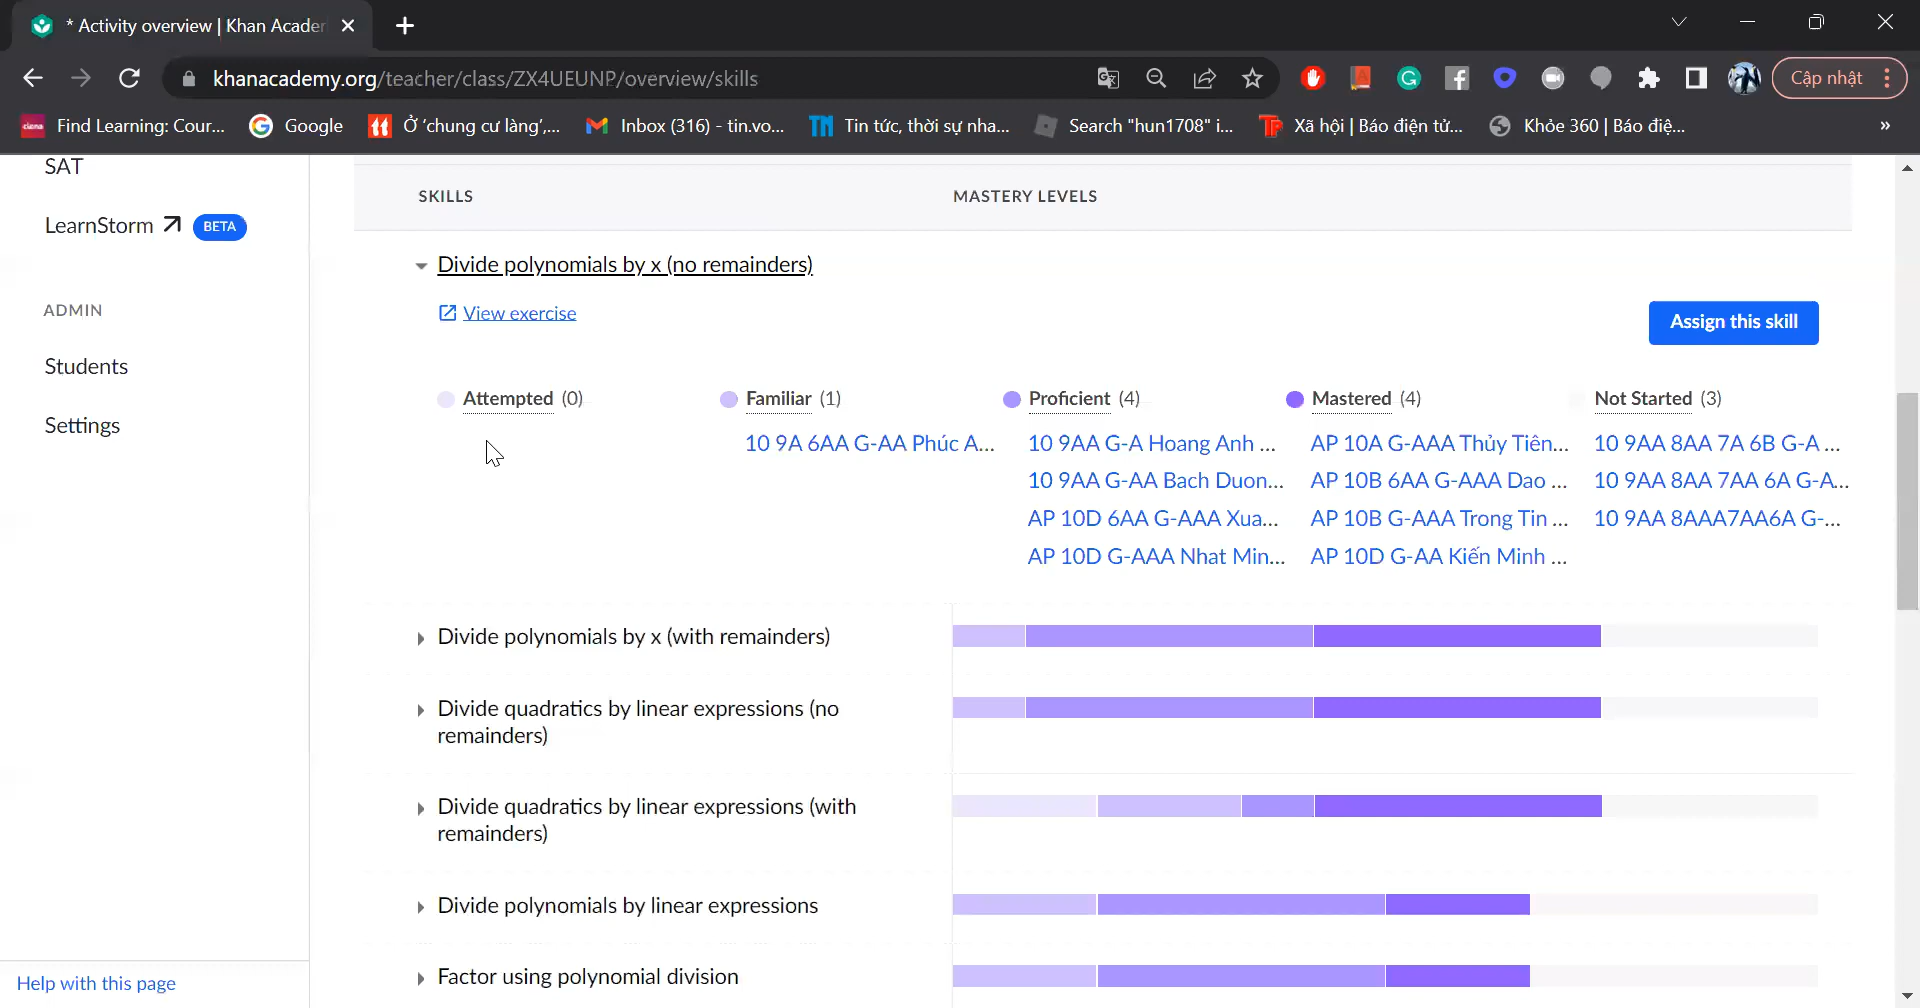 * Activity overview | Khan Acader
khanacademy.org/teacher/class/ZX4UEUNP/overview/skills
Cập nhật
ciena Find Learning: Cour... Google Ở 'chung cư làng',... Inbox (316) - tin.vo... TN Tin tức, thời sự nha... Search "hun1708" i... Xã hội | Báo điện tử... Khỏe 360 | Báo điệ... »
SAT
LearnStorm BETA
ADMIN
Students
Settings
Help with this page
SKILLS MASTERY LEVELS
Divide polynomials by x (no remainders)
View exercise
Assign this skill
Attempted (0) Familiar (1) Proficient (4) Mastered (4) Not Started (3)
10 9A 6AA G-AA Phúc A... 10 9AA G-A Hoang Anh ... AP 10A G-AAA Thủy Tiên... 10 9AA 8AA 7A 6B G-A ...
10 9AA G-AA Bach Duon... AP 10B 6AA G-AAA Dao ... 10 9AA 8AA 7AA 6A G-A...
AP 10D 6AA G-AAA Xua... AP 10B G-AAA Trong Tin ... 10 9AA 8AAA7AA6A G-...
AP 10D G-AAA Nhat Min... AP 10D G-AA Kiến Minh ...
Divide polynomials by x (with remainders)
Divide quadratics by linear expressions (no
remainders)
Divide quadratics by linear expressions (with
remainders)
Divide polynomials by linear expressions
Factor using polynomial division